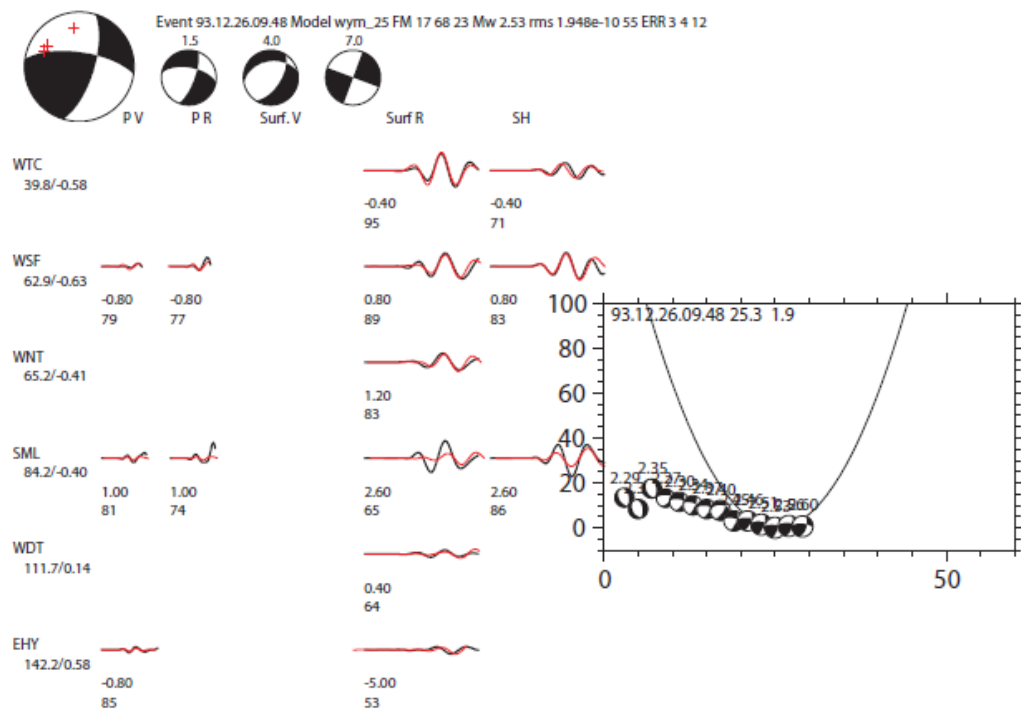 Event 93.12.26.09.48 Model wym_25 FM 17 68 23 Mw 2.53 rms 1.948e-10 55 ERR 3 4 12
1.5 4.0 7.0
P V P R Surf. V Surf R SH
WTC
39.8/-0.58
-0.40 -0.40
95 71
WSF
62.9/-0.63
-0.80 -0.80 0.80 0.80
79 77 89 83
WNT
65.2/-0.41
1.20
83
SML
84.2/-0.40
1.00 1.00 2.60 2.60
81 74 65 86
WDT
111.7/0.14
0.40
64
EHY
142.2/0.58
-0.80 -5.00
85 53
93.12.26.09.48 25.3 1.9
100
80
60
40
20
0
2.29 2.35
0 50